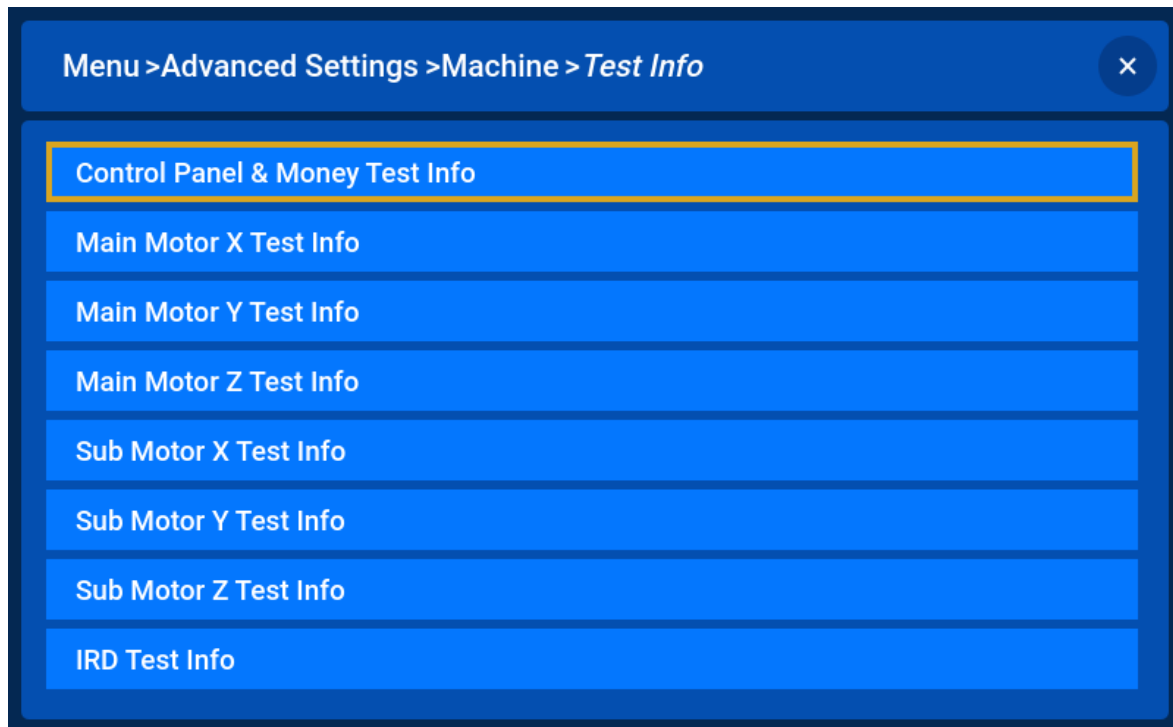 Menu >Advanced Settings >Machine > Test Info
×
Control Panel & Money Test Info
Main Motor X Test Info
Main Motor Y Test Info
Main Motor Z Test Info
Sub Motor X Test Info
Sub Motor Y Test Info
Sub Motor Z Test Info
IRD Test Info